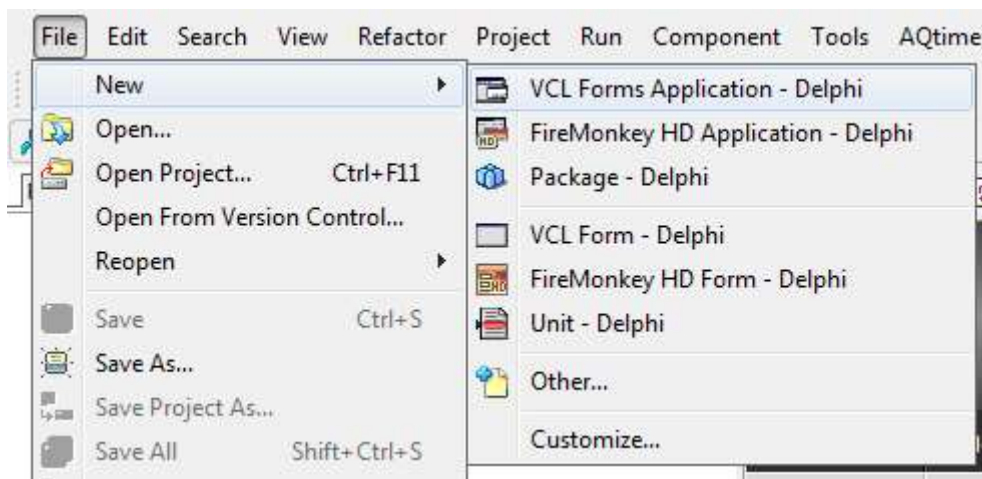 File Edit Search View Refactor Project Run Component Tools AQtime
New
Open...
Open Project... Ctrl+F11
Open From Version Control...
Reopen
Save Ctrl+S
Save As...
Save Project As...
Save All Shift+Ctrl+S
VCL Forms Application - Delphi
FireMonkey HD Application - Delphi
Package - Delphi
VCL Form - Delphi
FireMonkey HD Form - Delphi
Unit - Delphi
Other...
Customize...